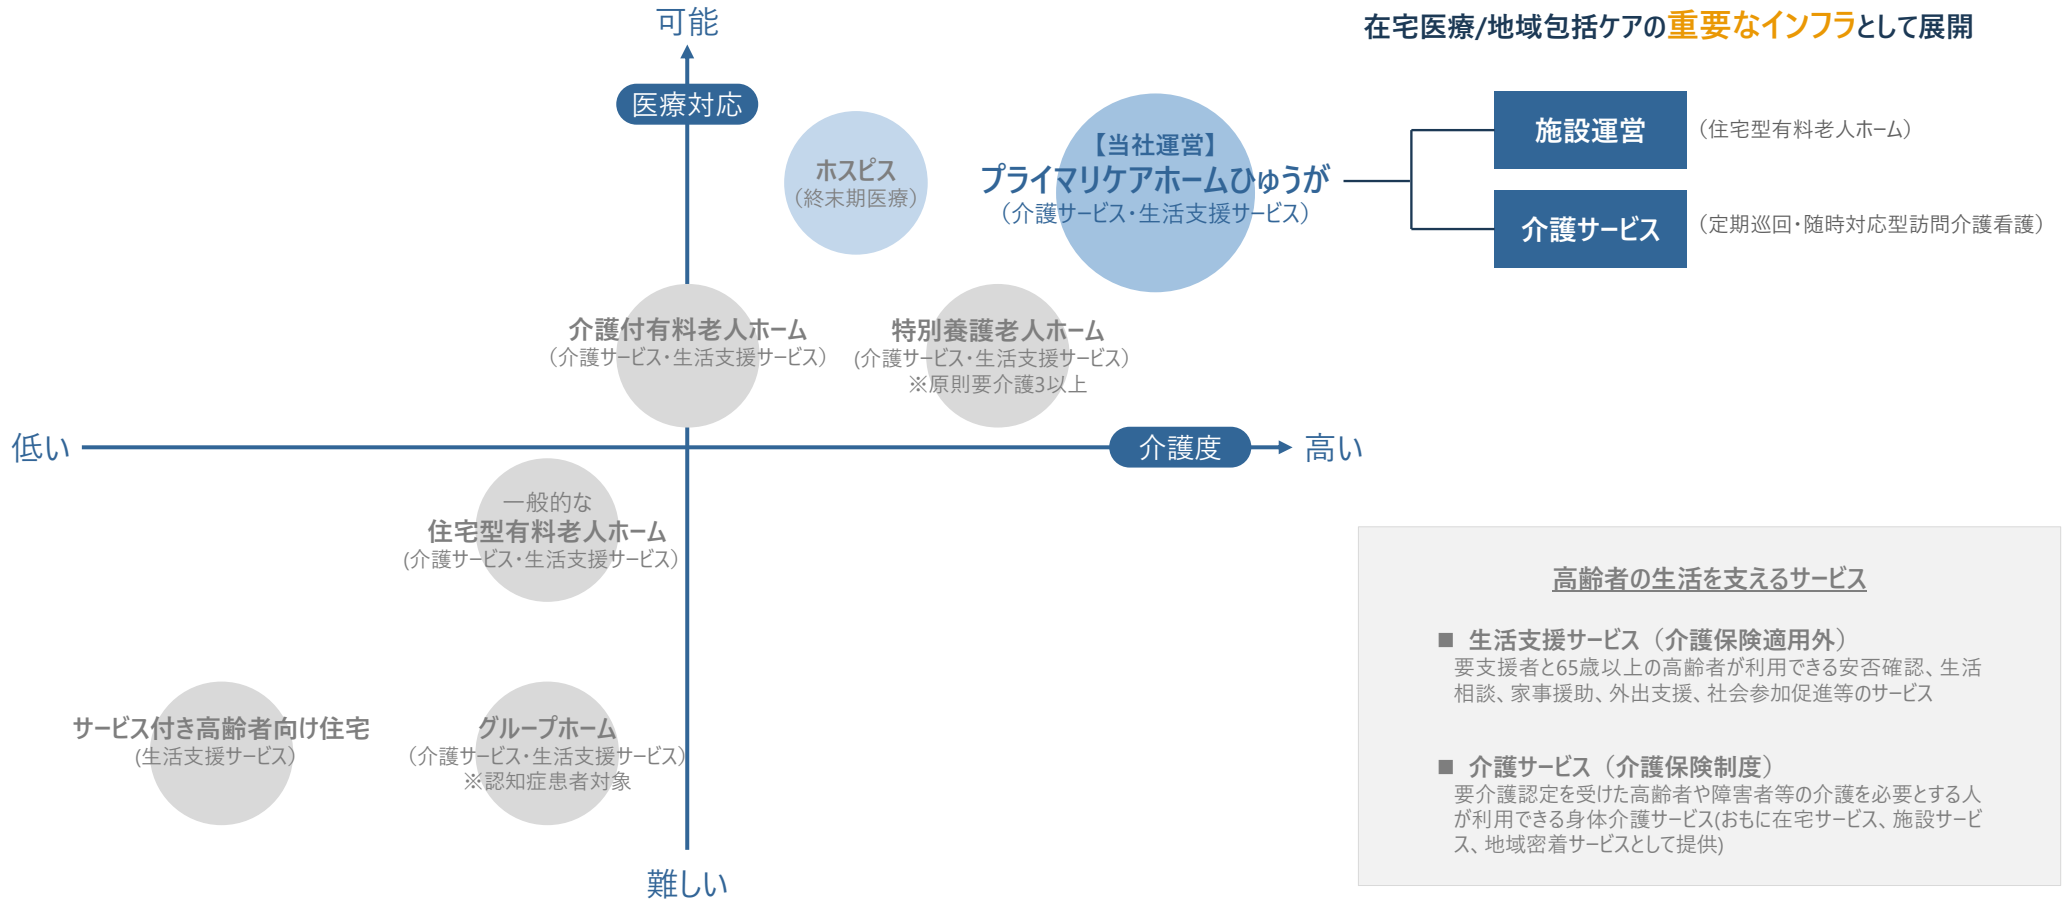 可能
在宅医療/地域包括ケアの重要なインフラとして展開
医療対応
ホスピス
（終末期医療）
【当社運営】
プライマリケアホームひゅうが
（介護サービス・生活支援サービス）
施設運営
（住宅型有料老人ホーム）
介護サービス
（定期巡回・随時対応型訪問介護看護）
介護付有料老人ホーム
（介護サービス・生活支援サービス）
特別養護老人ホーム
(介護サービス・生活支援サービス）
※原則要介護3以上
低い
介護度
高い
一般的な
住宅型有料老人ホーム
(介護サービス・生活支援サービス）
サービス付き高齢者向け住宅
(生活支援サービス）
グループホーム
（介護サービス・生活支援サービス）
※認知症患者対象
難しい
高齢者の生活を支えるサービス
■ 生活支援サービス（介護保険適用外）
要支援者と65歳以上の高齢者が利用できる安否確認、生活
相談、家事援助、外出支援、社会参加促進等のサービス
■ 介護サービス（介護保険制度）
要介護認定を受けた高齢者や障害者等の介護を必要とする人
が利用できる身体介護サービス(おもに在宅サービス、施設サービ
ス、地域密着サービスとして提供)